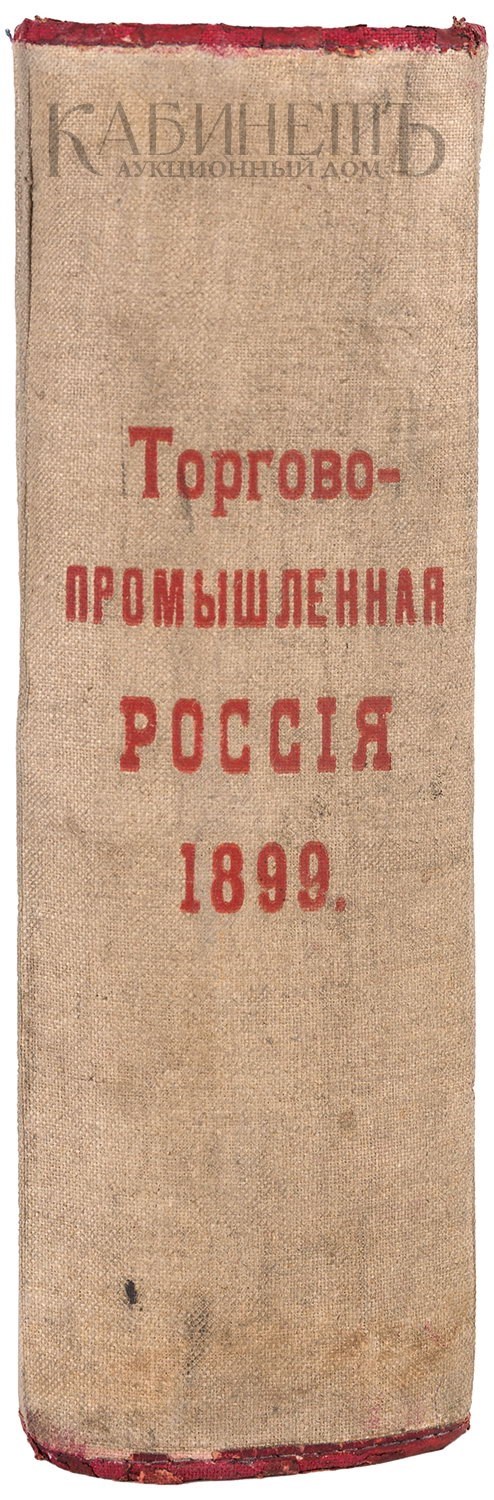 КАБИНЕТЪ
АУКЦИОННЫЙ ДОМ
Торгово-
ПРОМЫШЛЕННАЯ
РОССІЯ
1899.